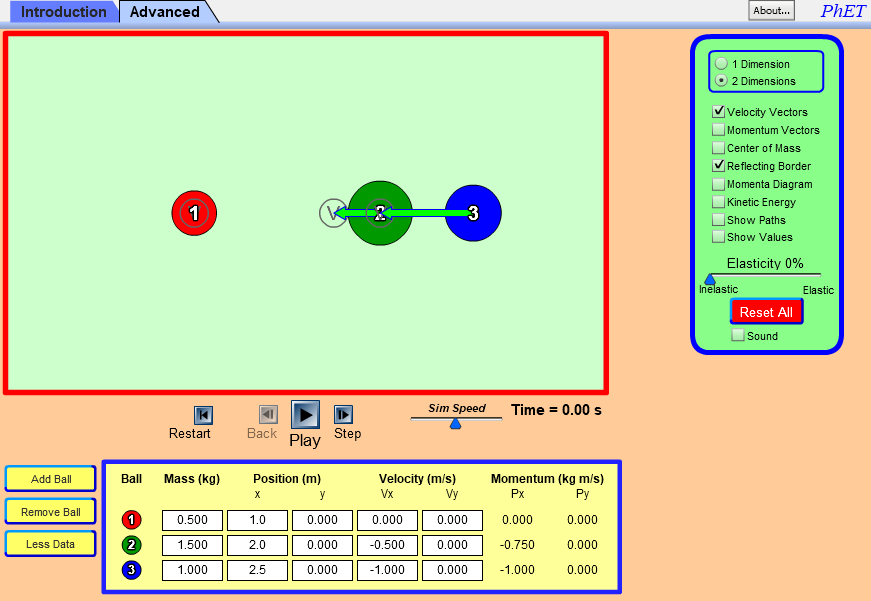 Introduction Advanced About... PhET
1 Dimension
2 Dimensions
Velocity Vectors
Momentum Vectors
Center of Mass
Reflecting Border
Momenta Diagram
Kinetic Energy
Show Paths
Show Values
Elasticity 0%
Inelastic Elastic
Reset All
Sound
1 V 2 3
Restart Back Play Step Sim Speed Time = 0.00 s
Add Ball
Remove Ball
Less Data
Ball Mass (kg) Position (m) Velocity (m/s) Momentum (kg m/s)
x y Vx Vy Px Py
1 0.500 1.0 0.000 0.000 0.000 0.000 0.000
2 1.500 2.0 0.000 -0.500 0.000 -0.750 0.000
3 1.000 2.5 0.000 -1.000 0.000 -1.000 0.000